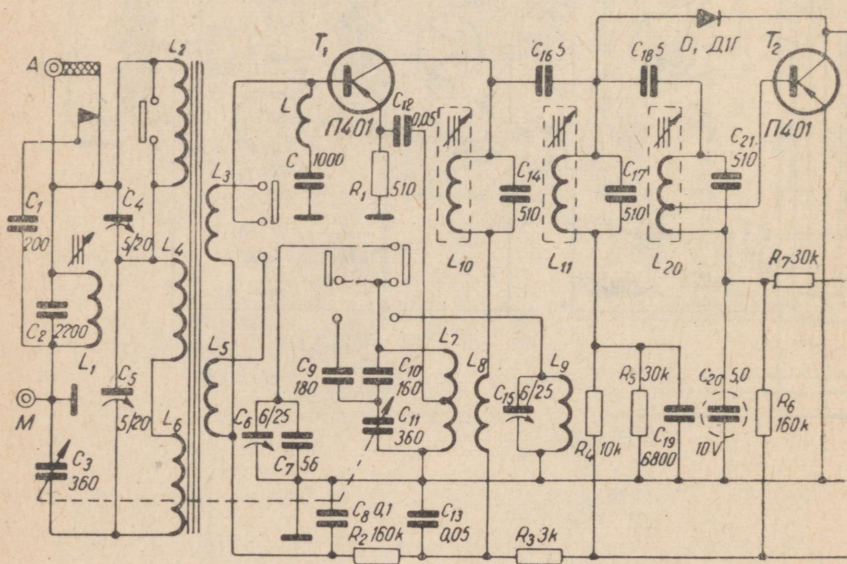 A
L2
T1
П401
C12
0,05
C16 5
D1 Д1Г
C18 5
T2
П401
L
C
1000
R1
510
C14
510
L10
C17
510
L11
C21
510
L20
L3
C1
200
C4
5/20
L4
C2 2200
L1
R7 30k
M
C5
5/20
L5
C6
6/25
C7 56
C9
180
C10
160
C11
360
L7
L8
C15
6/25
L9
R4 10k
R5 30k
C19
6800
C20 5,0
10V
R6
160k
L6
C3
360
C8 0,1
R2 160k
C13
0,05
R3 3k